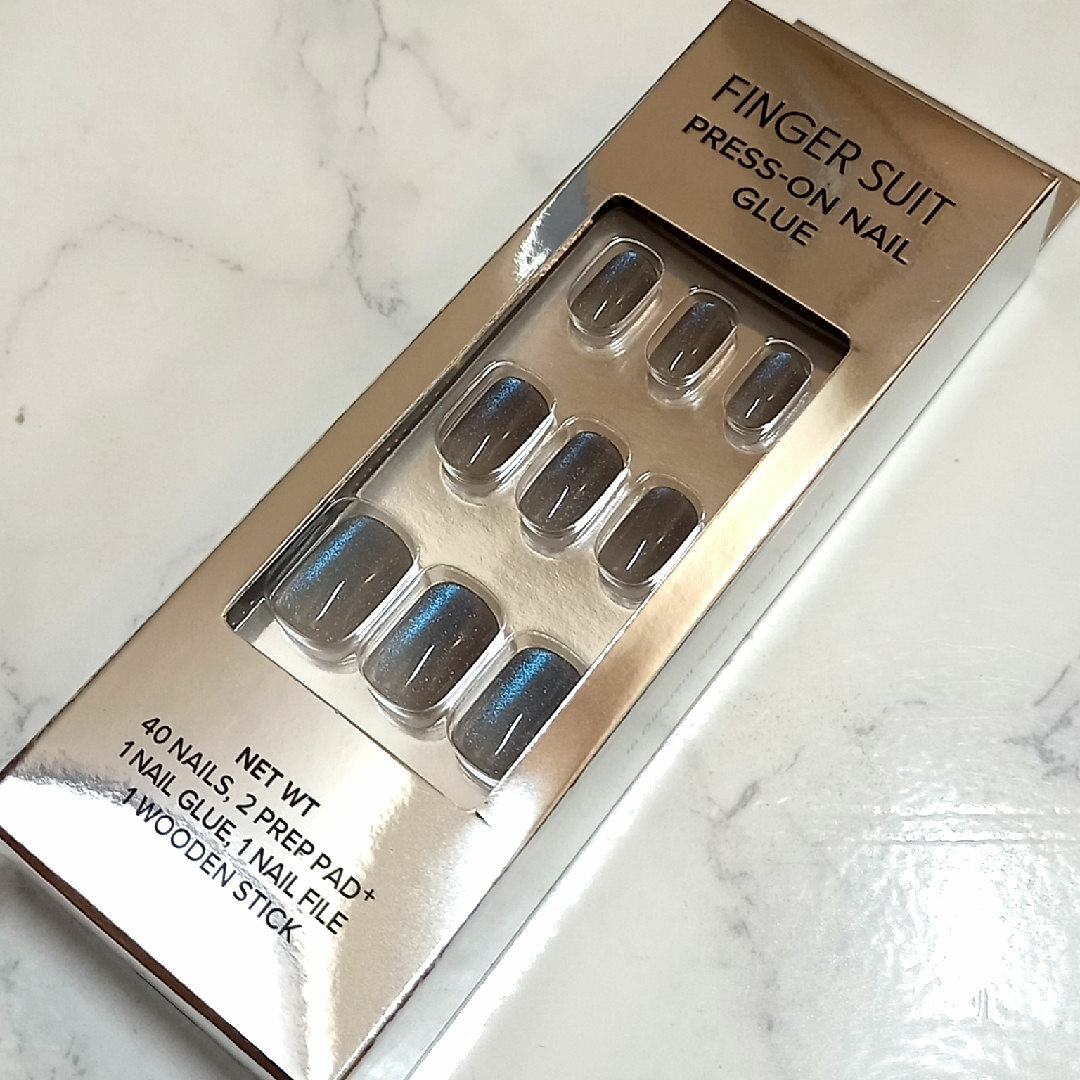 FINGER SUIT
PRESS-ON NAIL
GLUE
NET WT
40 NAILS, 2 PREP PAD+
1 NAIL GLUE, 1 NAIL FILE
1 WOODEN STICK